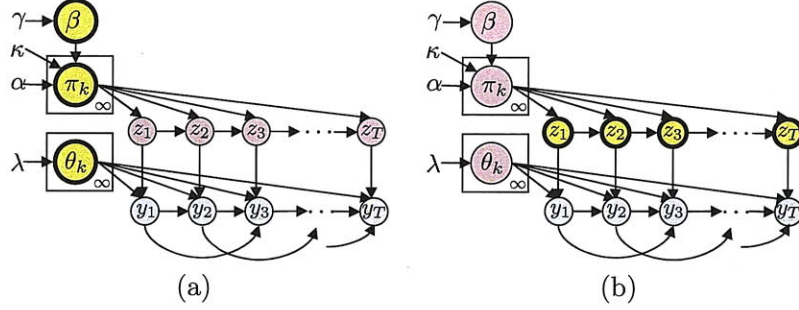 γ β
κ
α π_k
∞
z_1 z_2 z_3 ⋯ z_T
λ θ_k
∞
y_1 y_2 y_3 ⋯ y_T
(a)
γ β
κ
α π_k
∞
z_1 z_2 z_3 ⋯ z_T
λ θ_k
∞
y_1 y_2 y_3 ⋯ y_T
(b)